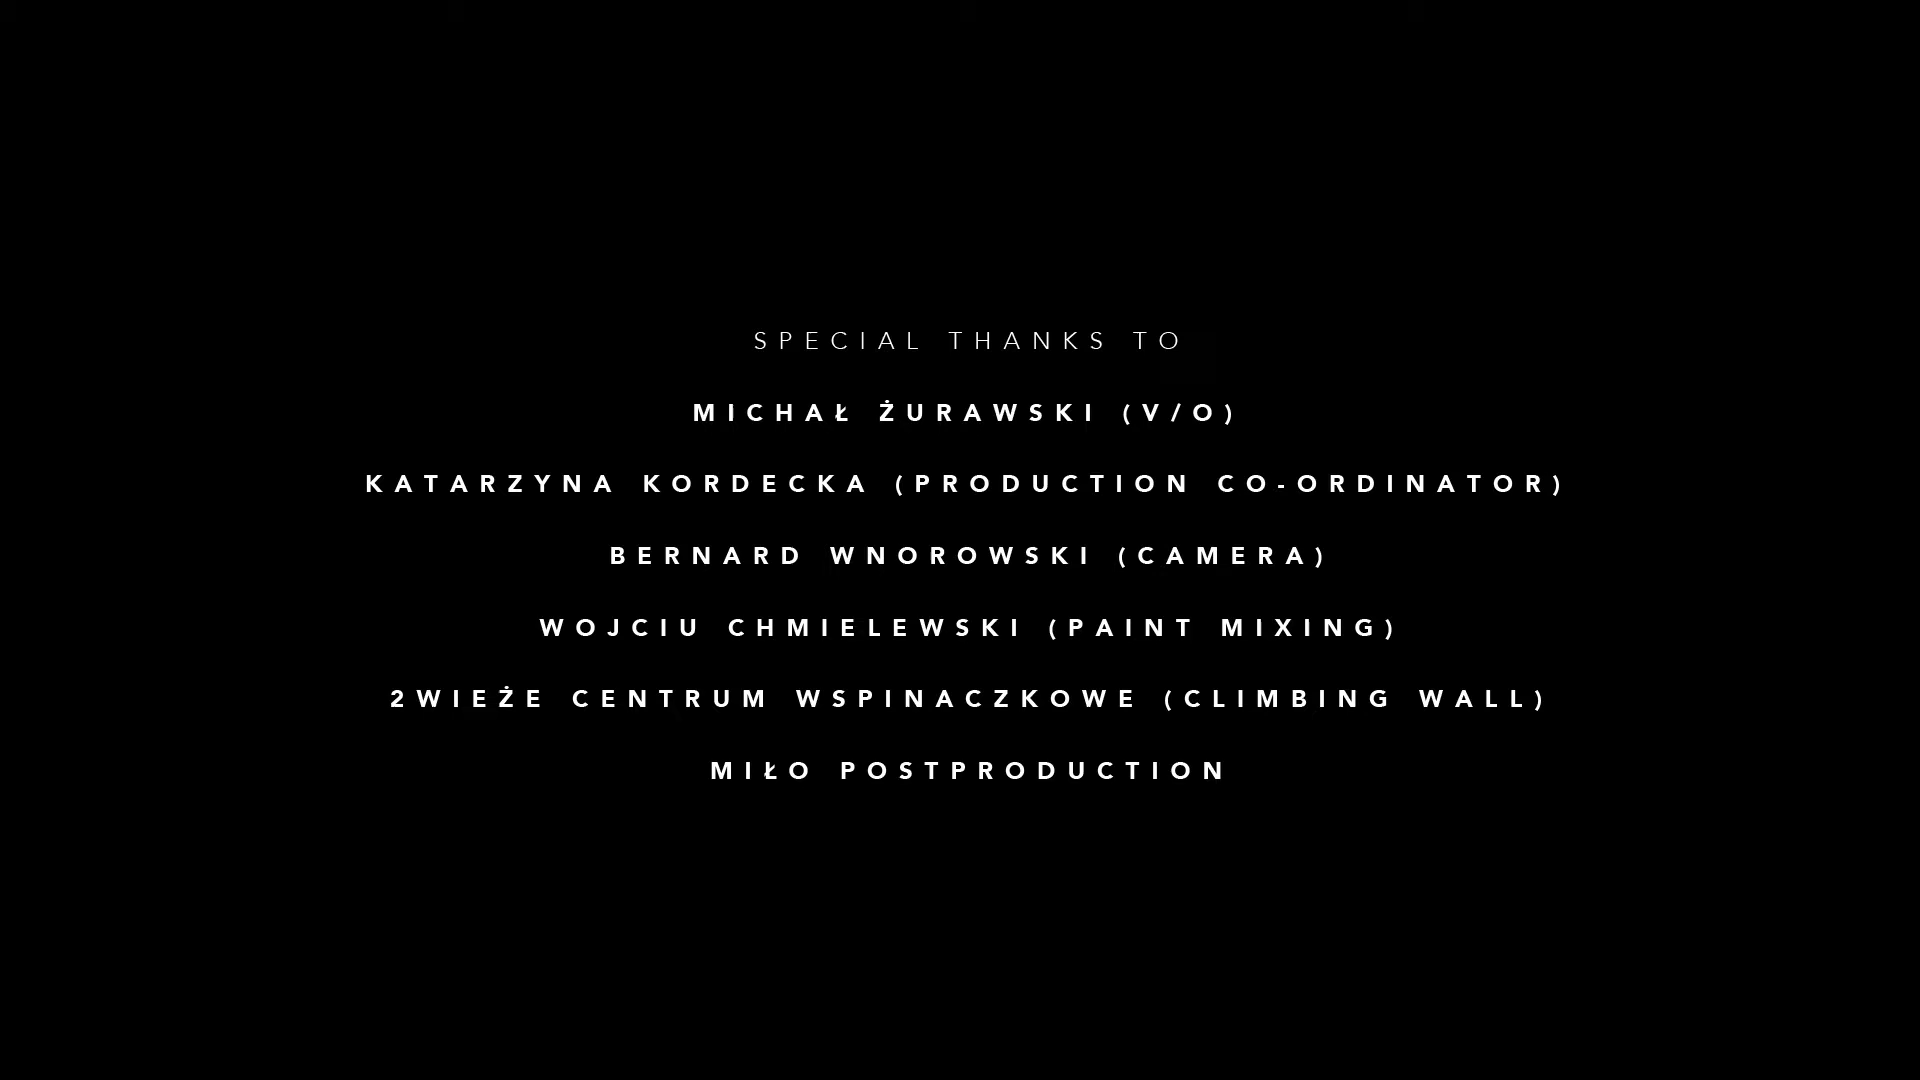 SPECIAL THANKS TO
MICHAŁ ŻURAWSKI (V/O)
KATARZYNA KORDECKA (PRODUCTION CO-ORDINATOR)
BERNARD WNOROWSKI (CAMERA)
WOJCIU CHMIELEWSKI (PAINT MIXING)
2WIEŻE CENTRUM WSPINACZKOWE (CLIMBING WALL)
MIŁO POSTPRODUCTION